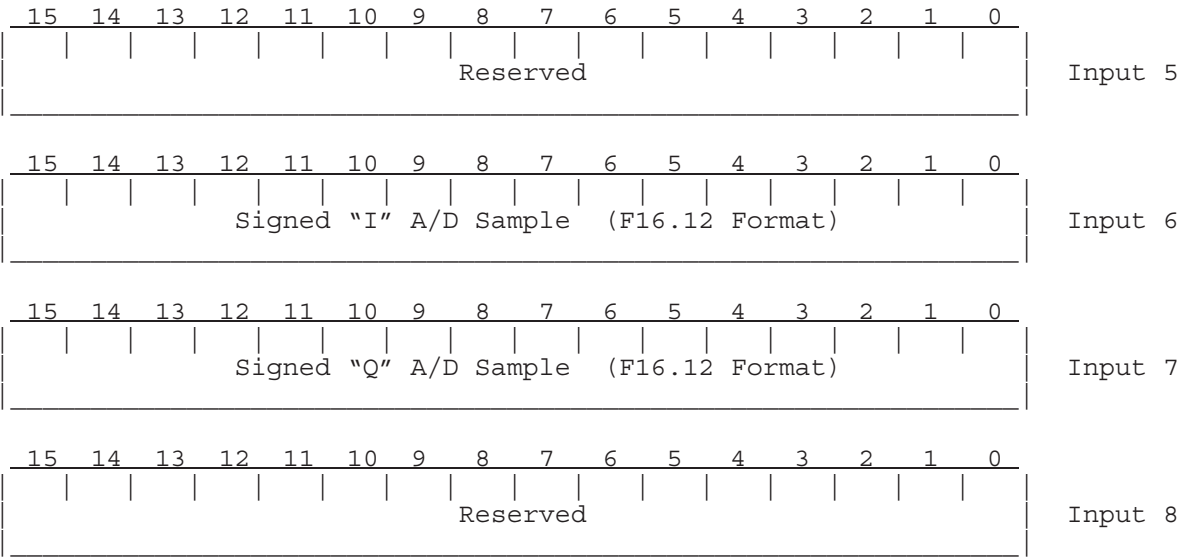 15 14 13 12 11 10 9 8 7 6 5 4 3 2 1 0
Reserved Input 5
15 14 13 12 11 10 9 8 7 6 5 4 3 2 1 0
Signed “I” A/D Sample (F16.12 Format) Input 6
15 14 13 12 11 10 9 8 7 6 5 4 3 2 1 0
Signed “Q” A/D Sample (F16.12 Format) Input 7
15 14 13 12 11 10 9 8 7 6 5 4 3 2 1 0
Reserved Input 8